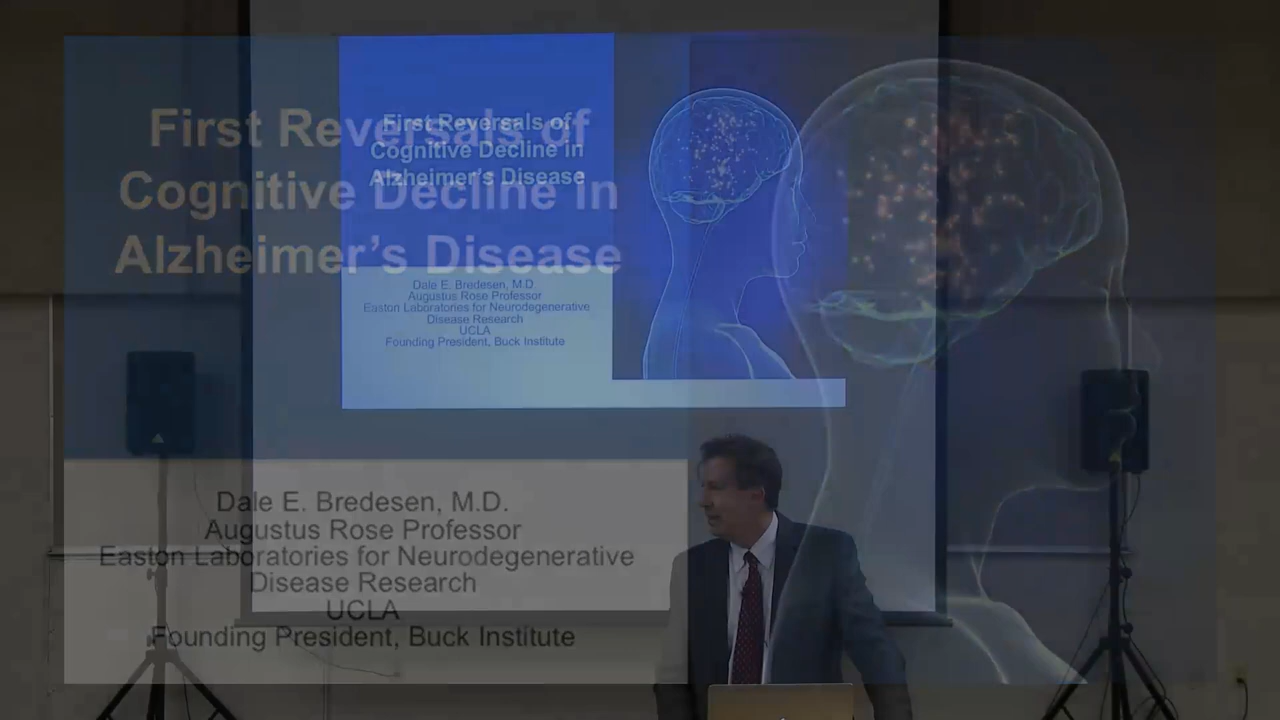 First Reversals of
Cognitive Decline in
Alzheimer's Disease
Dale E. Bredesen, M.D.
Augustus Rose Professor
Easton Laboratories for Neurodegenerative
Disease Research
UCLA
Founding President, Buck Institute
First Reversals of
Cognitive Decline in
Alzheimer's Disease
Dale E. Bredesen, M.D.
Augustus Rose Professor
Easton Laboratories for Neurodegenerative
Disease Research
UCLA
Founding President, Buck Institute